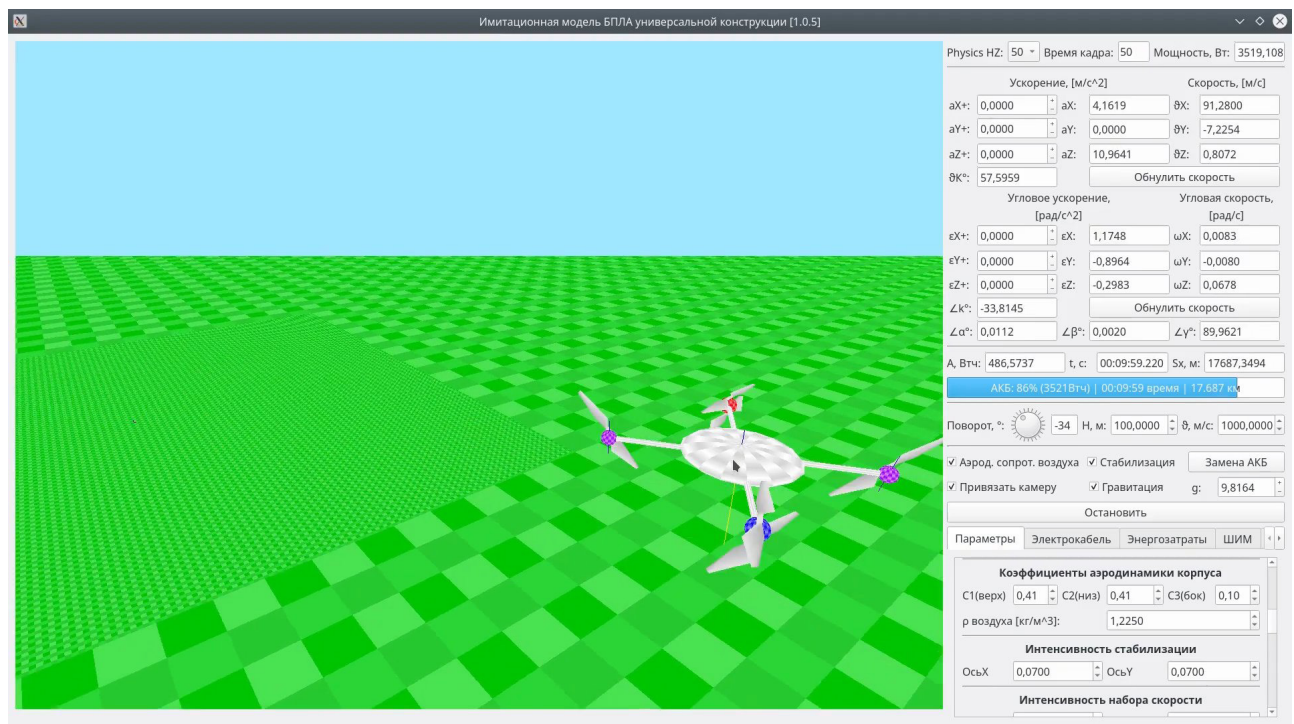 Имитационная модель БПЛА универсальной конструкции [1.0.5]
Physics HZ: 50 Время кадра: 50 Мощность, Вт: 3519,108
Ускорение, [м/с^2] Скорость, [м/с]
aX+: 0,0000 aX: 4,1619 ϑX: 91,2800
aY+: 0,0000 aY: 0,0000 ϑY: -7,2254
aZ+: 0,0000 aZ: 10,9641 ϑZ: 0,8072
ϑK°: 57,5959 Обнулить скорость
Угловое ускорение, Угловая скорость,
[рад/с^2] [рад/с]
εX+: 0,0000 εX: 1,1748 ωX: 0,0083
εY+: 0,0000 εY: -0,8964 ωY: -0,0080
εZ+: 0,0000 εZ: -0,2983 ωZ: 0,0678
∠k°: -33,8145 Обнулить скорость
∠α°: 0,0112 ∠β°: 0,0020 ∠γ°: 89,9621
A, Втч: 486,5737 t, c: 00:09:59.220 Sx, м: 17687,3494
АКБ: 86% (3521Втч) | 00:09:59 время | 17.687 км
Поворот, °: -34 H, м: 100,0000 ϑ, м/с: 1000,0000
Аэрод. сопрот. воздуха Стабилизация Замена АКБ
Привязать камеру Гравитация g: 9,8164
Остановить
Параметры Электрокабель Энергозатраты ШИМ
Коэффициенты аэродинамики корпуса
C1(верх) 0,41 C2(низ) 0,41 C3(бок) 0,10
ρ воздуха [кг/м^3]: 1,2250
Интенсивность стабилизации
ОсьX 0,0700 ОсьY 0,0700
Интенсивность набора скорости